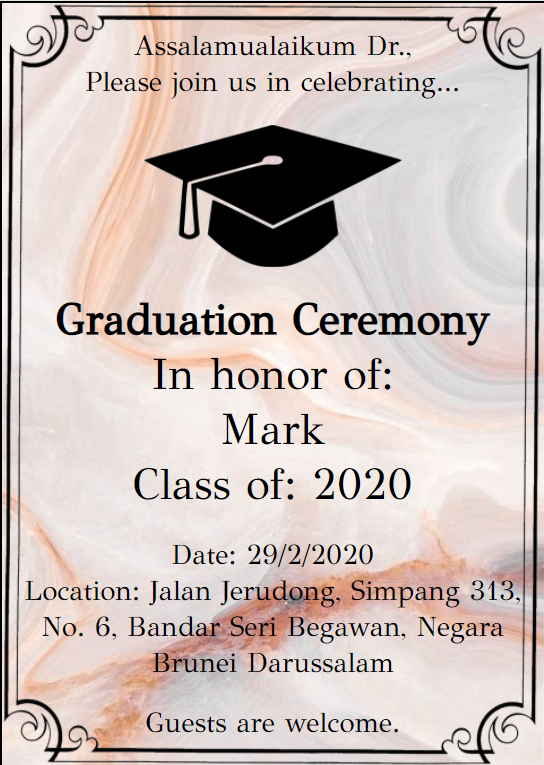 Assalamualaikum Dr.,
Please join us in celebrating...
Graduation Ceremony
In honor of:
Mark
Class of: 2020
Date: 29/2/2020
Location: Jalan Jerudong, Simpang 313,
No. 6, Bandar Seri Begawan, Negara
Brunei Darussalam
Guests are welcome.